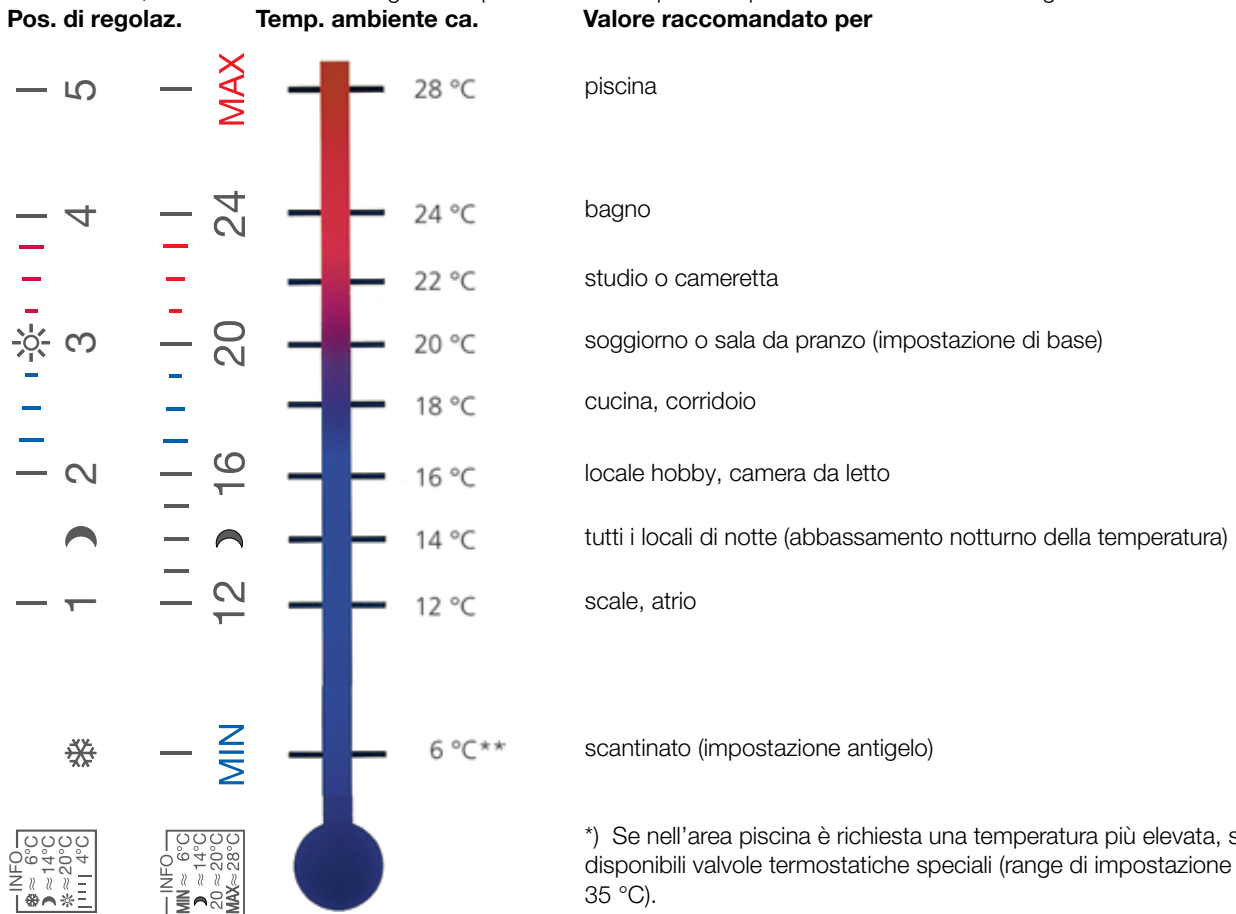 Pos. di regolaz. Temp. ambiente ca. Valore raccomandato per
5 MAX 28 °C piscina
4 24 24 °C bagno
22 °C studio o cameretta
3 20 20 °C soggiorno o sala da pranzo (impostazione di base)
18 °C cucina, corridoio
2 16 16 °C locale hobby, camera da letto
14 °C tutti i locali di notte (abbassamento notturno della temperatura)
1 12 12 °C scale, atrio
MIN 6 °C** scantinato (impostazione antigelo)
INFO
≈ 6°C
≈ 14°C
≈ 20°C
4°C
INFO
MIN ≈ 6°C
≈ 14°C
20 ≈ 20°C
MAX ≈ 28°C
*) Se nell'area piscina è richiesta una temperatura più elevata,
disponibili valvole termostatiche speciali (range di impostazione
35 °C).